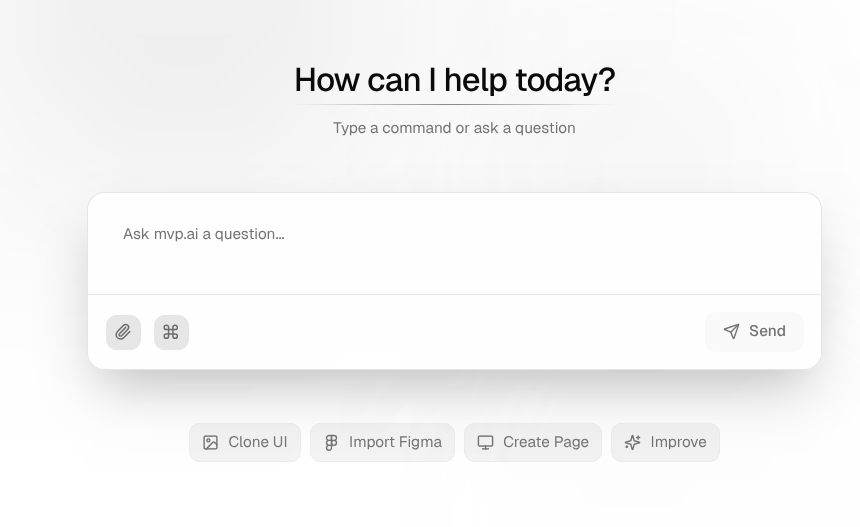 How can I help today?
Type a command or ask a question
Ask mvp.ai a question...
Send
Clone UI
Import Figma
Create Page
Improve